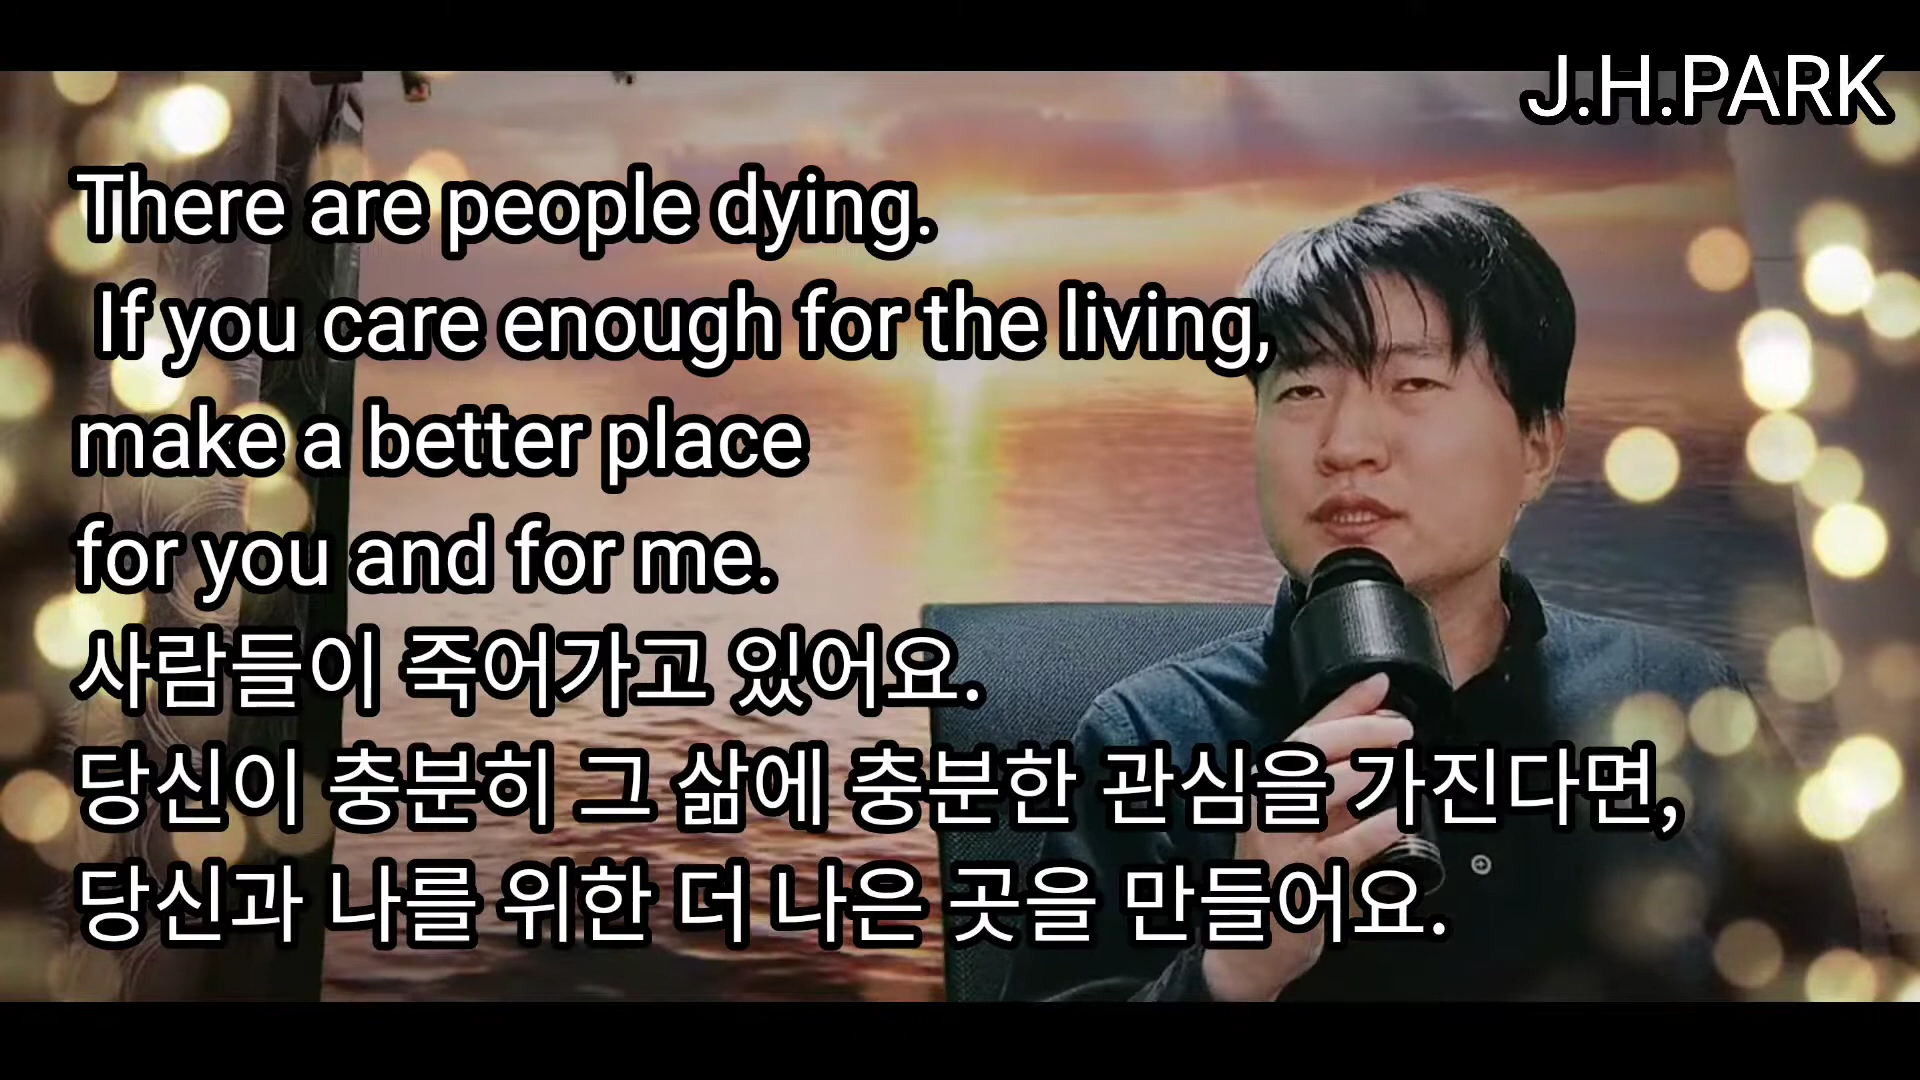 J.H.PARK
There are people dying.
If you care enough for the living,
make a better place
for you and for me.
사람들이 죽어가고 있어요.
당신이 충분히 그 삶에 충분한 관심을 가진다면,
당신과 나를 위한 더 나은 곳을 만들어요.